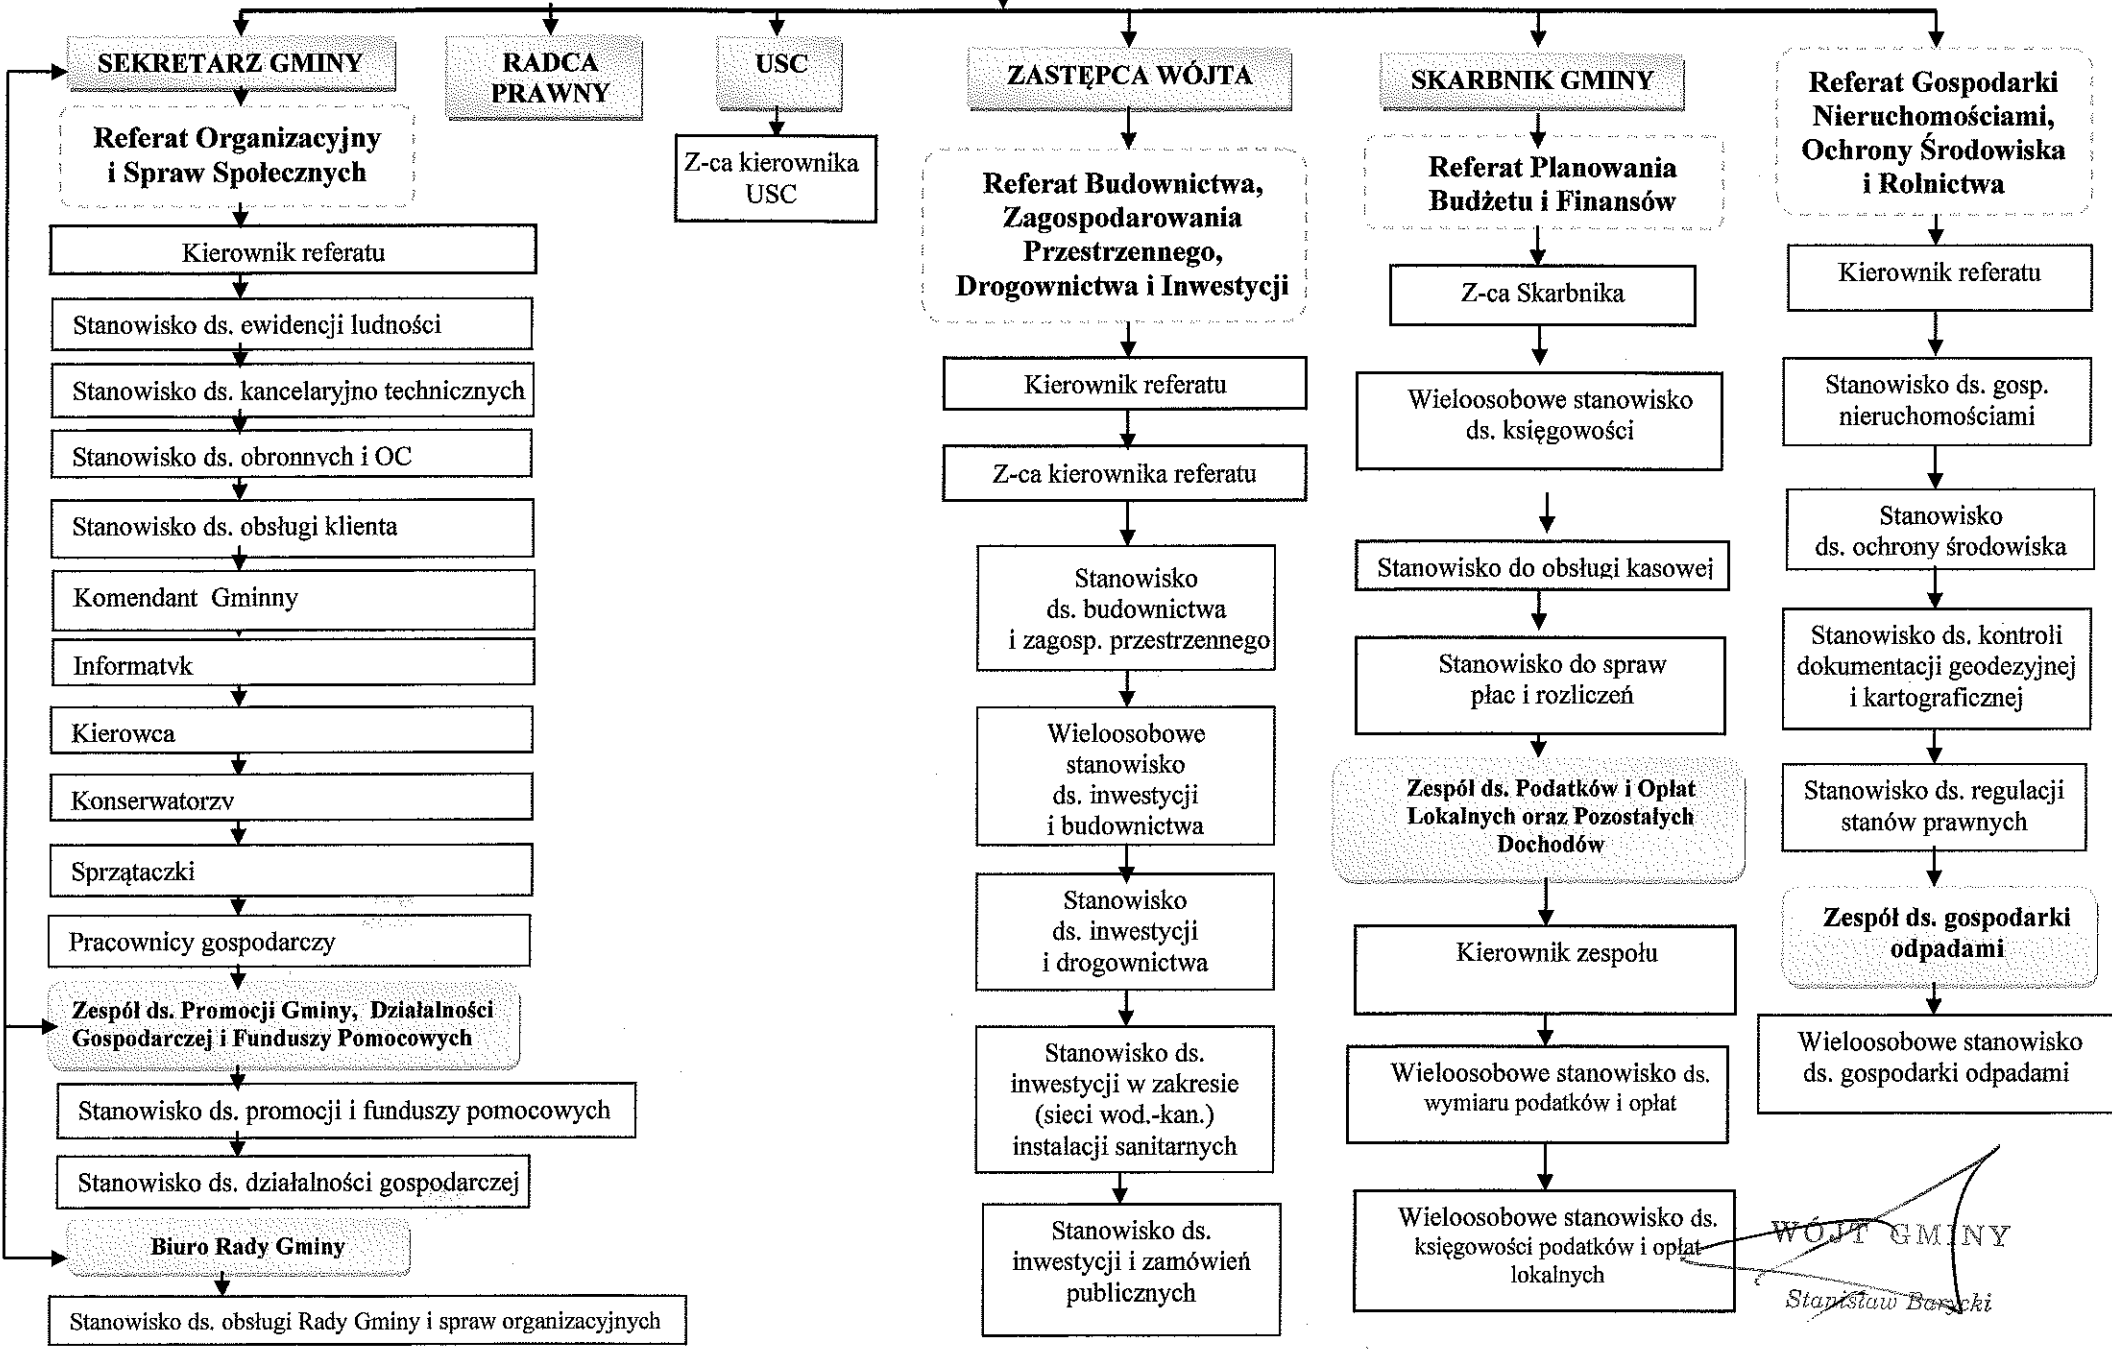 SEKRETARZ GMINY
Referat Organizacyjny
i Spraw Społecznych
Kierownik referatu
Stanowisko ds. ewidencji ludności
Stanowisko ds. kancelaryjno technicznych
Stanowisko ds. obronnych i OC
Stanowisko ds. obsługi klienta
Komendant Gminny
Informatyk
Kierowca
Konserwatorzy
Sprzątaczki
Pracownicy gospodarczy
Zespół ds. Promocji Gminy, Działalności
Gospodarczej i Funduszy Pomocowych
Stanowisko ds. promocji i funduszy pomocowych
Stanowisko ds. działalności gospodarczej
Biuro Rady Gminy
Stanowisko ds. obsługi Rady Gminy i spraw organizacyjnych
RADCA
PRAWNY
USC
Z-ca kierownika
USC
ZASTĘPCA WÓJTA
Referat Budownictwa,
Zagospodarowania
Przestrzennego,
Drogownictwa i Inwestycji
Kierownik referatu
Z-ca kierownika referatu
Stanowisko
ds. budownictwa
i zagosp. przestrzennego
Wieloosobowe
stanowisko
ds. inwestycji
i budownictwa
Stanowisko
ds. inwestycji
i drogownictwa
Stanowisko ds.
inwestycji w zakresie
(sieci wod.-kan.)
instalacji sanitarnych
Stanowisko ds.
inwestycji i zamówień
publicznych
SKARBNIK GMINY
Referat Planowania
Budżetu i Finansów
Z-ca Skarbnika
Wieloosobowe stanowisko
ds. księgowości
Stanowisko do obsługi kasowej
Stanowisko do spraw
płac i rozliczeń
Zespół ds. Podatków i Opłat
Lokalnych oraz Pozostałych
Dochodów
Kierownik zespołu
Wieloosobowe stanowisko ds.
wymiaru podatków i opłat
Wieloosobowe stanowisko ds.
księgowości podatków i opłat
lokalnych
Referat Gospodarki
Nieruchomościami,
Ochrony Środowiska
i Rolnictwa
Kierownik referatu
Stanowisko ds. gosp.
nieruchomościami
Stanowisko
ds. ochrony środowiska
Stanowisko ds. kontroli
dokumentacji geodezyjnej
i kartograficznej
Stanowisko ds. regulacji
stanów prawnych
Zespół ds. gospodarki
odpadami
Wieloosobowe stanowisko
ds. gospodarki odpadami
WÓJT GMINY
Stanisław Barycki